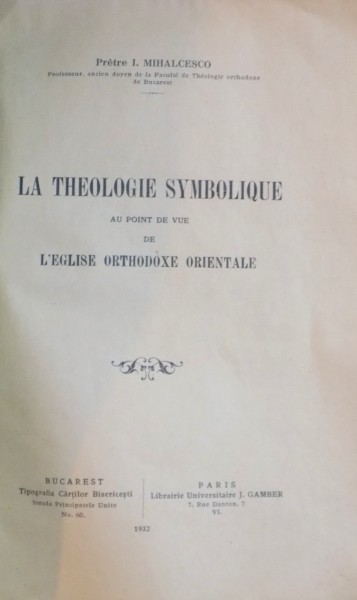 Prêtre I. MIHALCESCO
Professeur, ancien doyen de la Faculté de Théologie orthodoxe
de Bucarest
LA THEOLOGIE SYMBOLIQUE
AU POINT DE VUE
DE
L'EGLISE ORTHODOXE ORIENTALE
BUCAREST
Tipografia Cărților Bisericești
Strada Principatele Unite
No. 60.
PARIS
Librairie Universitaire J. GAMBER
7, Rue Danton, 7
VI.
1932